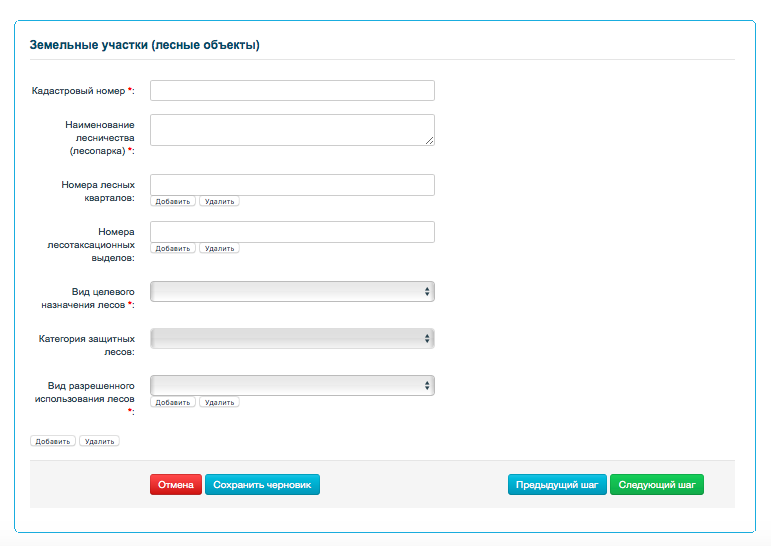 Земельные участки (лесные объекты)
Кадастровый номер *:
Наименование
лесничества
(лесопарка) *:
Номера лесных
кварталов:
Добавить Удалить
Номера
лесотаксационных
выделов:
Добавить Удалить
Вид целевого
назначения лесов *:
Категория защитных
лесов:
Вид разрешенного
использования лесов
*:
Добавить Удалить
Добавить Удалить
Отмена Сохранить черновик Предыдущий шаг Следующий шаг